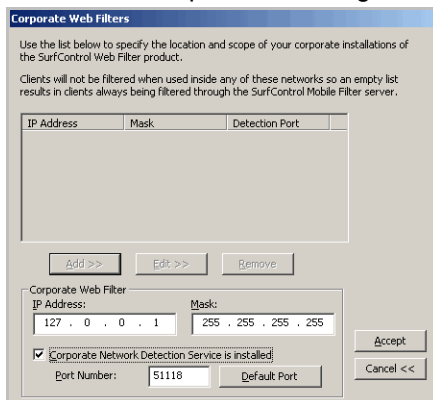 Corporate Web Filters
Use the list below to specify the location and scope of your corporate installations of
the SurfControl Web Filter product.
Clients will not be filtered when used inside any of these networks so an empty list
results in clients always being filtered through the SurfControl Mobile Filter server.
IP Address Mask Detection Port
Add >> Edit >> Remove
Corporate Web Filter
IP Address: Mask:
127 . 0 . 0 . 1 255 . 255 . 255 . 255
Accept
Corporate Network Detection Service is installed
Port Number: 51118 Default Port Cancel <<